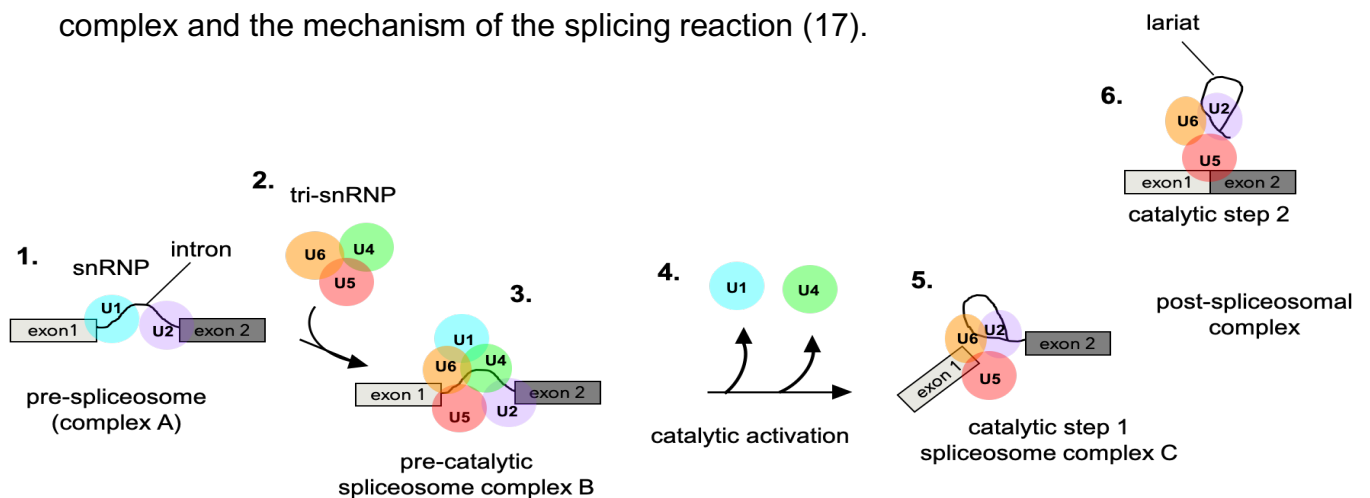 complex and the mechanism of the splicing reaction (17).
1.
snRNP
intron
exon1
U1
U2
exon 2
pre-spliceosome
(complex A)
2.
tri-snRNP
U6
U4
U5
3.
U1
U6
U4
exon 1
exon 2
U5
U2
pre-catalytic
spliceosome complex B
4.
U1
U4
catalytic activation
5.
U6
U2
exon 2
exon 1
U5
catalytic step 1
spliceosome complex C
6.
lariat
U6
U2
U5
exon1
exon 2
catalytic step 2
post-spliceosomal
complex